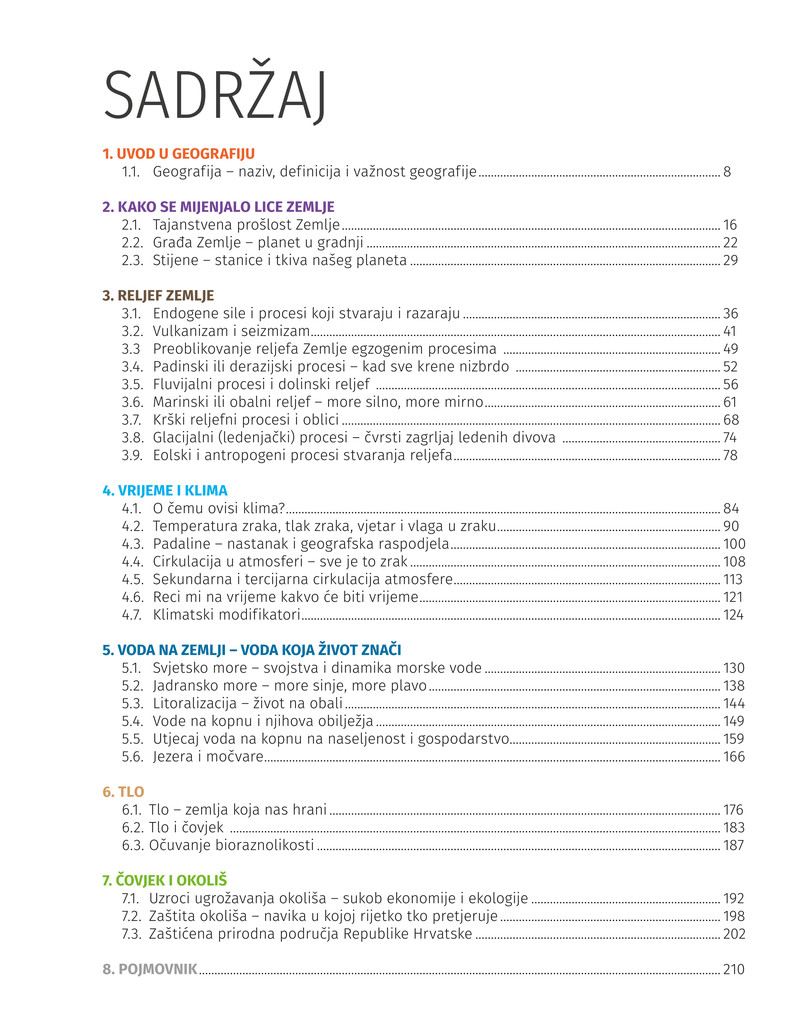 SADRŽAJ
1. UVOD U GEOGRAFIJU
1.1. Geografija – naziv, definicija i važnost geografije 8
2. KAKO SE MIJENJALO LICE ZEMLJE
2.1. Tajanstvena prošlost Zemlje 16
2.2. Građa Zemlje – planet u gradnji 22
2.3. Stijene – stanice i tkiva našeg planeta 29
3. RELJEF ZEMLJE
3.1. Endogene sile i procesi koji stvaraju i razaraju 36
3.2. Vulkanizam i seizmizam 41
3.3 Preoblikovanje reljefa Zemlje egzogenim procesima 49
3.4. Padinski ili derazijski procesi – kad sve krene nizbrdo 52
3.5. Fluvijalni procesi i dolinski reljef 56
3.6. Marinski ili obalni reljef – more silno, more mirno 61
3.7. Krški reljefni procesi i oblici 68
3.8. Glacijalni (ledenjački) procesi – čvrsti zagrljaj ledenih divova 74
3.9. Eolski i antropogeni procesi stvaranja reljefa 78
4. VRIJEME I KLIMA
4.1. O čemu ovisi klima? 84
4.2. Temperatura zraka, tlak zraka, vjetar i vlaga u zraku 90
4.3. Padaline – nastanak i geografska raspodjela 100
4.4. Cirkulacija u atmosferi – sve je to zrak 108
4.5. Sekundarna i tercijarna cirkulacija atmosfere 113
4.6. Reci mi na vrijeme kakvo će biti vrijeme 121
4.7. Klimatski modifikatori 124
5. VODA NA ZEMLJI – VODA KOJA ŽIVOT ZNAČI
5.1. Svjetsko more – svojstva i dinamika morske vode 130
5.2. Jadransko more – more sinje, more plavo 138
5.3. Litoralizacija – život na obali 144
5.4. Vode na kopnu i njihova obilježja 149
5.5. Utjecaj voda na kopnu na naseljenost i gospodarstvo 159
5.6. Jezera i močvare 166
6. TLO
6.1. Tlo – zemlja koja nas hrani 176
6.2. Tlo i čovjek 183
6.3. Očuvanje bioraznolikosti 187
7. ČOVJEK I OKOLIŠ
7.1. Uzroci ugrožavanja okoliša – sukob ekonomije i ekologije 192
7.2. Zaštita okoliša – navika u kojoj rijetko tko pretjeruje 198
7.3. Zaštićena prirodna područja Republike Hrvatske 202
8. POJMOVNIK 210